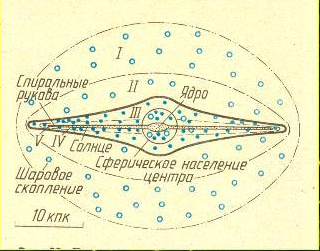 I
Спиральные
рукава
II
Ядро
III
V
IV
Солнце
Сферическое население
центра
Шаровое
скопление
10 кпк